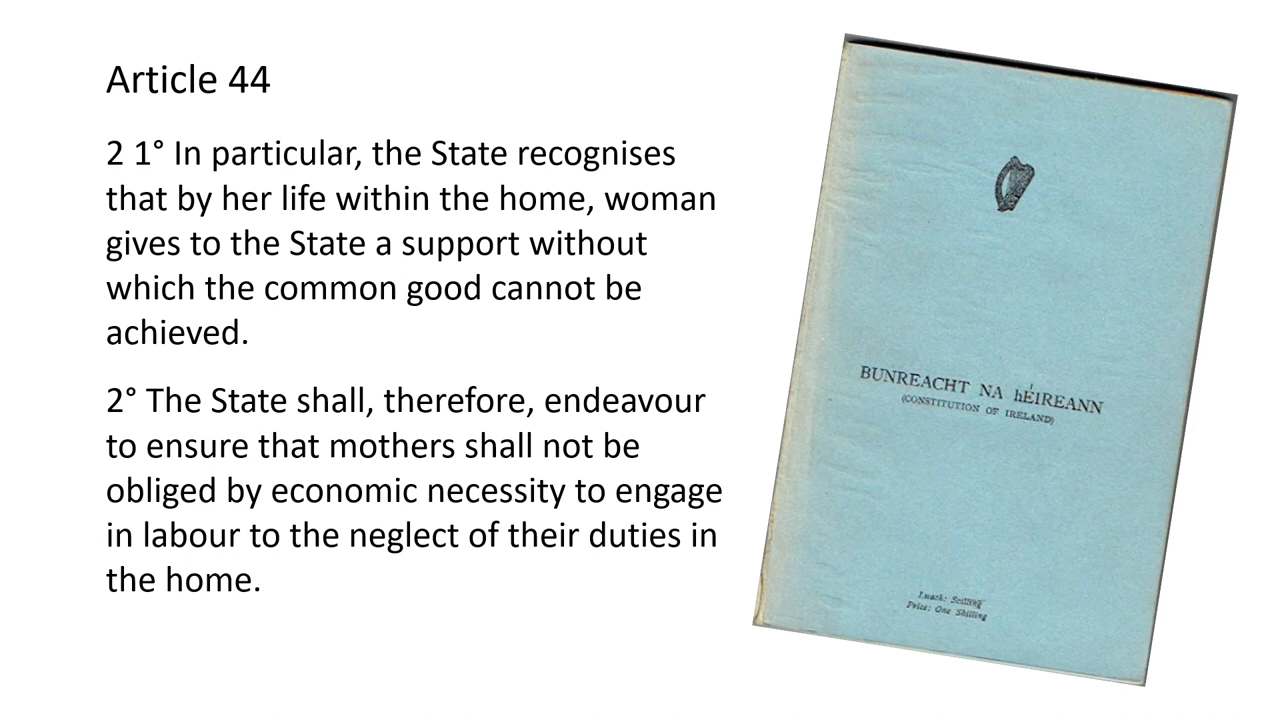 Article 44
2 1° In particular, the State recognises
that by her life within the home, woman
gives to the State a support without
which the common good cannot be
achieved.
2° The State shall, therefore, endeavour
to ensure that mothers shall not be
obliged by economic necessity to engage
in labour to the neglect of their duties in
the home.
BUNREACHT NA hÉIREANN
(CONSTITUTION OF IRELAND)
Luach: Scilling
Price: One Shilling